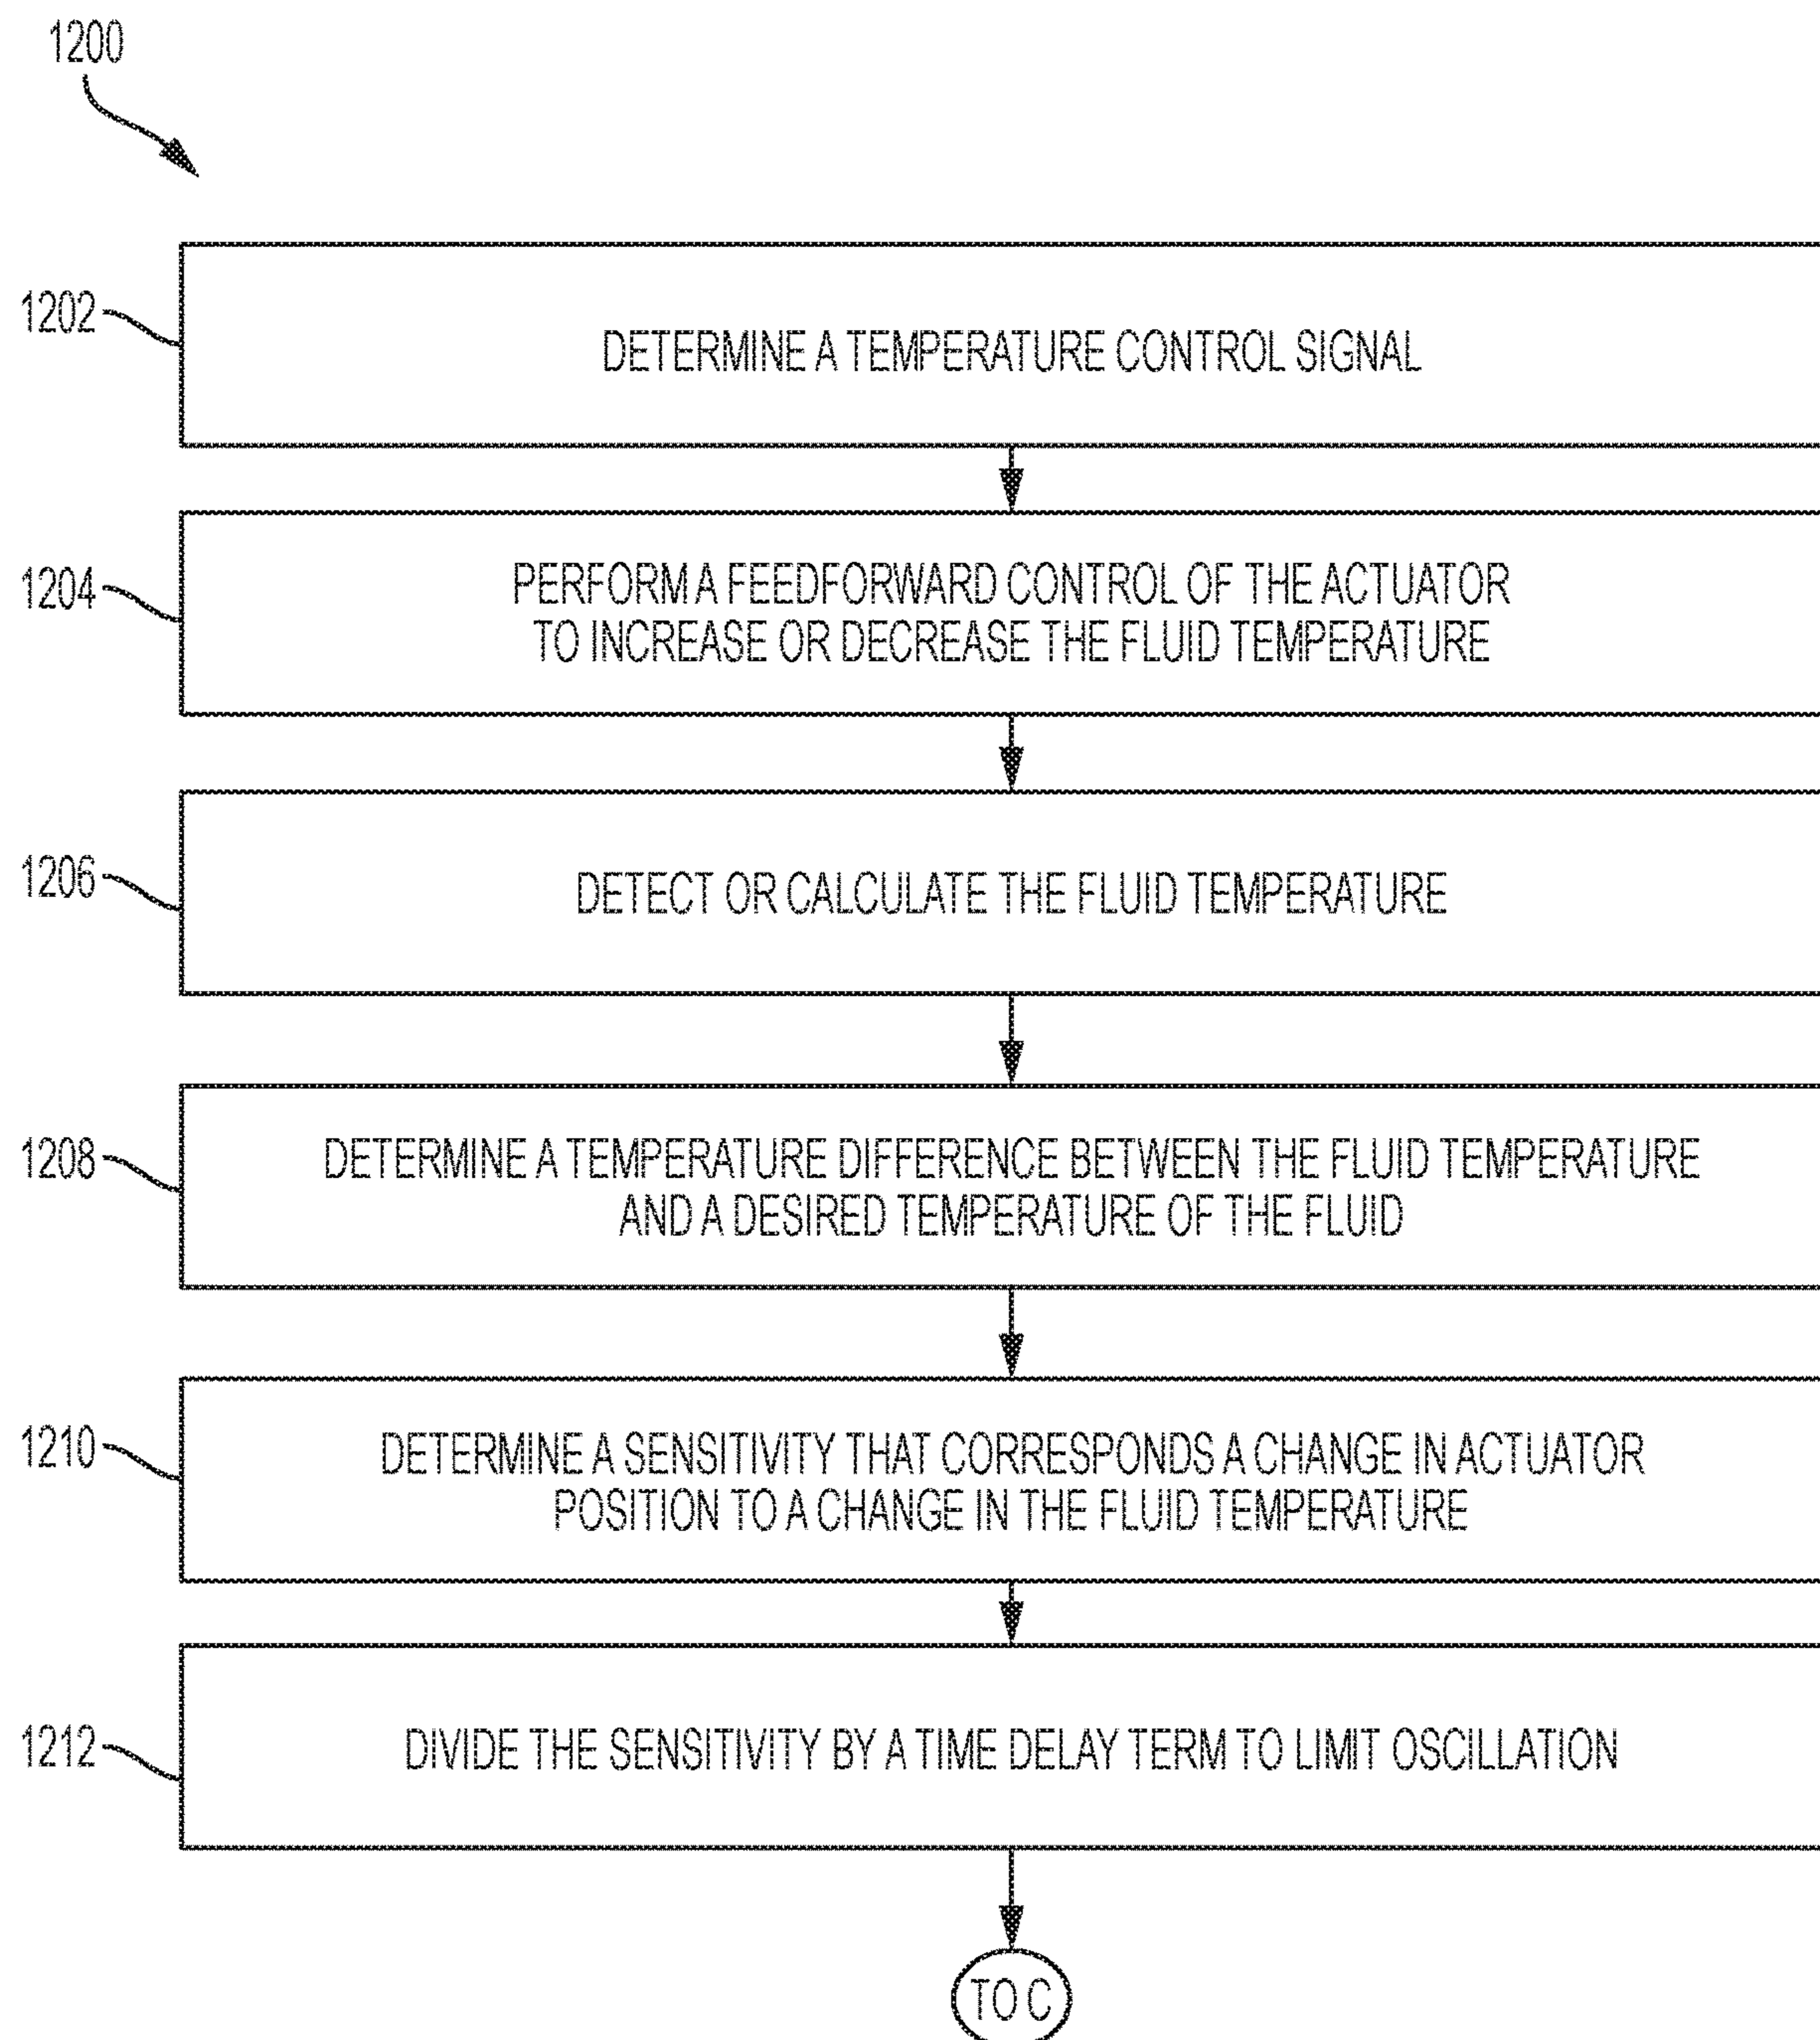 1200
1202
DETERMINE A TEMPERATURE CONTROL SIGNAL
1204
PERFORM A FEEDFORWARD CONTROL OF THE ACTUATOR
TO INCREASE OR DECREASE THE FLUID TEMPERATURE
1206
DETECT OR CALCULATE THE FLUID TEMPERATURE
1208
DETERMINE A TEMPERATURE DIFFERENCE BETWEEN THE FLUID TEMPERATURE
AND A DESIRED TEMPERATURE OF THE FLUID
1210
DETERMINE A SENSITIVITY THAT CORRESPONDS A CHANGE IN ACTUATOR
POSITION TO A CHANGE IN THE FLUID TEMPERATURE
1212
DIVIDE THE SENSITIVITY BY A TIME DELAY TERM TO LIMIT OSCILLATION
TO C